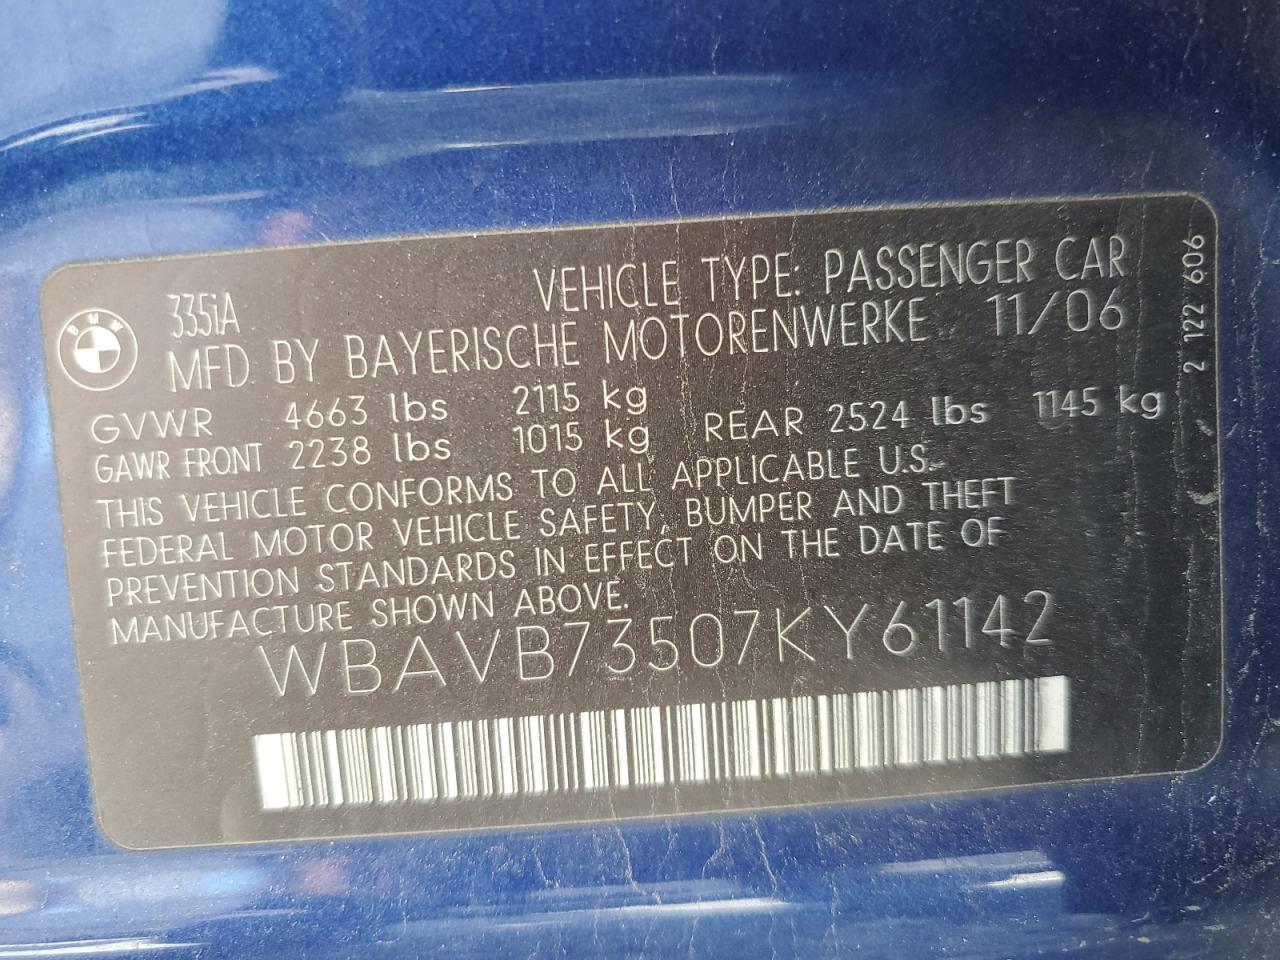 BMW
335iA
VEHICLE TYPE: PASSENGER CAR
MFD BY BAYERISCHE MOTORENWERKE 11/06
GVWR 4663 lbs 2115 kg
GAWR FRONT 2238 lbs 1015 kg REAR 2524 lbs 1145 kg
THIS VEHICLE CONFORMS TO ALL APPLICABLE U.S.
FEDERAL MOTOR VEHICLE SAFETY, BUMPER AND THEFT
PREVENTION STANDARDS IN EFFECT ON THE DATE OF
MANUFACTURE SHOWN ABOVE.
WBAVB73507KY61142
2 122 606